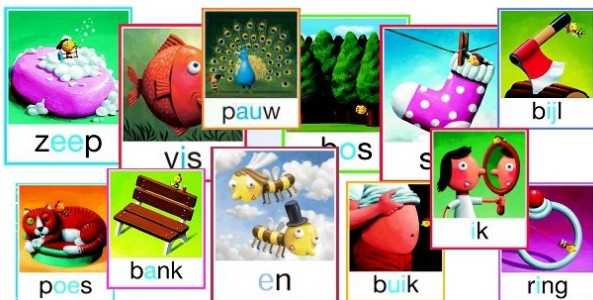 zeep
vis
pauw
bos
s
bijl
poes
bank
en
buik
ik
ring